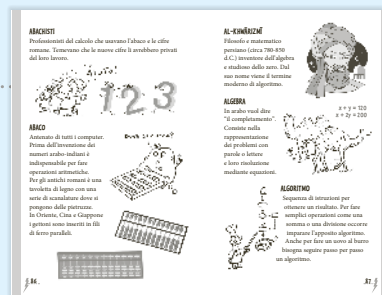 ABACHISTI
Professionisti del calcolo che usavano l'abaco e le cifre
romane. Temevano che le nuove cifre li avrebbero privati
del loro lavoro.
1 2 3
ABACO
Antenato di tutti i computer.
Prima dell'invenzione dei
numeri arabo-indiani è
indispensabile per fare
operazioni aritmetiche.
Per gli antichi romani è una
tavoletta di legno con una
serie di scanalature dove si
pongono delle pietruzze.
In Oriente, Cina e Giappone
i gettoni sono inseriti in fili
di ferro paralleli.
86
AL-KHWĀRIZMĪ
Filosofo e matematico
persiano (circa 780-850
d.C.) inventore dell'algebra
e studioso dello zero. Dal
suo nome viene il termine
moderno di algoritmo.
ALGEBRA
In arabo vuol dire
"il completamento".
Consiste nella
rappresentazione
dei problemi con
parole o lettere
e loro risoluzione
mediante equazioni.
x + y = 120
x + 2y = 200
ALGORITMO
Sequenza di istruzioni per
ottenere un risultato. Per fare
semplici operazioni come una
somma o una divisione occorre
imparare l'apposito algoritmo.
Anche per fare un uovo al burro
bisogna seguire passo per passo
un algoritmo.
87